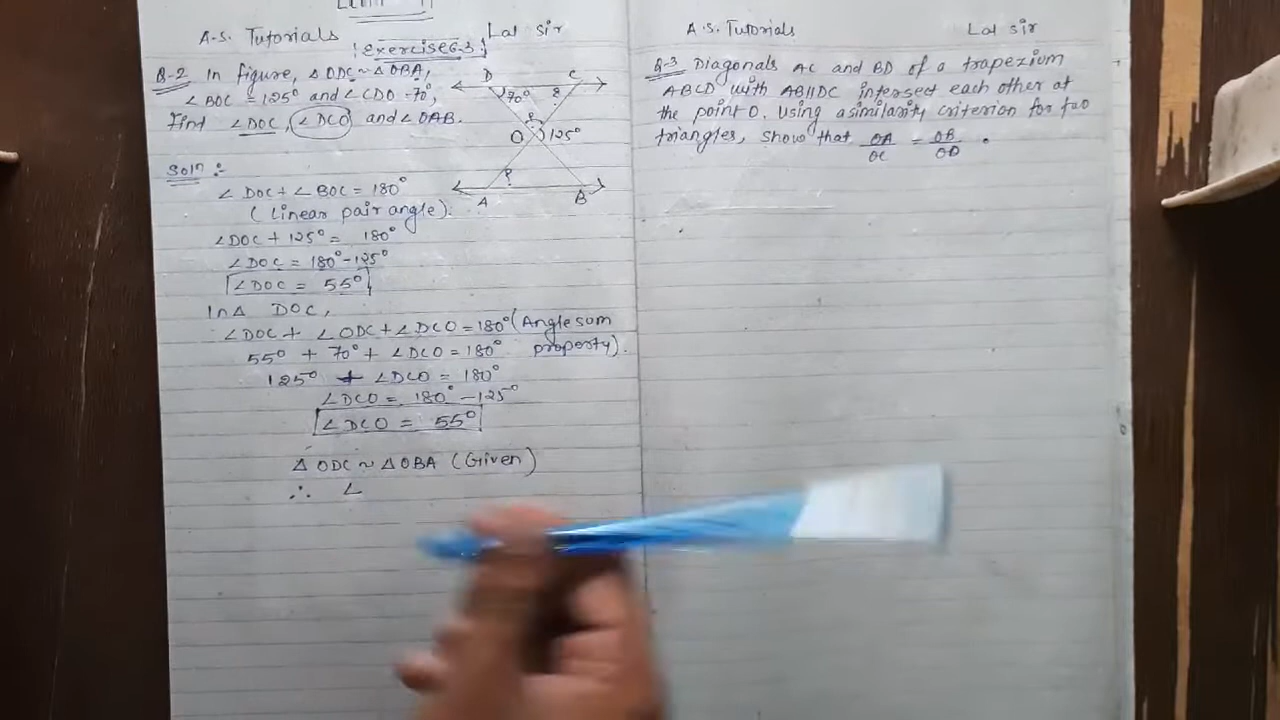 A.S. Tutorials Lal sir
Exercise 6.3
Q-2 In figure, △ODC ~ △OBA,
∠BOC = 125° and ∠CDO = 70°,
Find ∠DOC, ∠DCO and ∠OAB.
D C
70° ?
?
O 125°
?
A B
Soln :-
∠DOC + ∠BOC = 180°
(Linear pair angle).
∠DOC + 125° = 180°
∠DOC = 180° - 125°
∠DOC = 55°
In △ DOC,
∠DOC + ∠ODC + ∠DCO = 180° (Angle sum
55° + 70° + ∠DCO = 180° property).
125° + ∠DCO = 180°
∠DCO = 180° - 125°
∠DCO = 55°
△ODC ~ △OBA (Given)
∴ ∠
A.S. Tutorials Lal sir
Q-3 Diagonals AC and BD of a trapezium
ABCD with AB||DC intersect each other at
the point O. Using a similarity criterion for two
triangles, show that OA/OC = OB/OD .